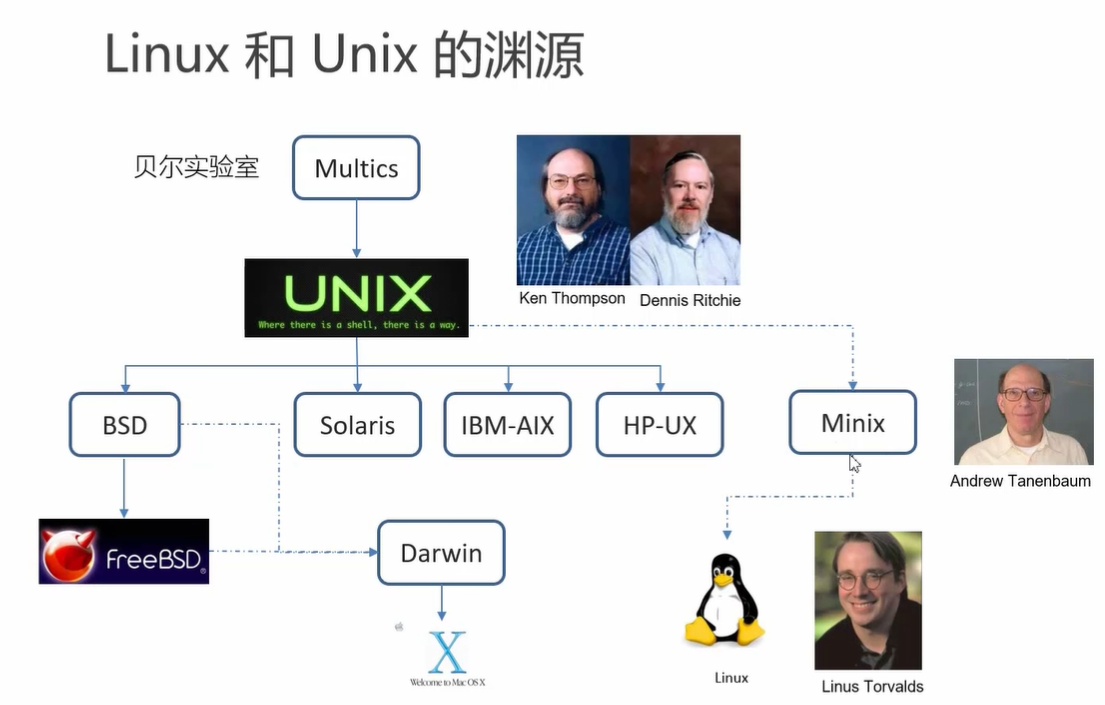 Linux 和 Unix 的渊源
贝尔实验室
Multics
Ken Thompson
Dennis Ritchie
UNIX
Where there is a shell, there is a way.
BSD
Solaris
IBM-AIX
HP-UX
Minix
Andrew Tanenbaum
FreeBSD
Darwin
X
Welcome to Mac OS X
Linux
Linus Torvalds